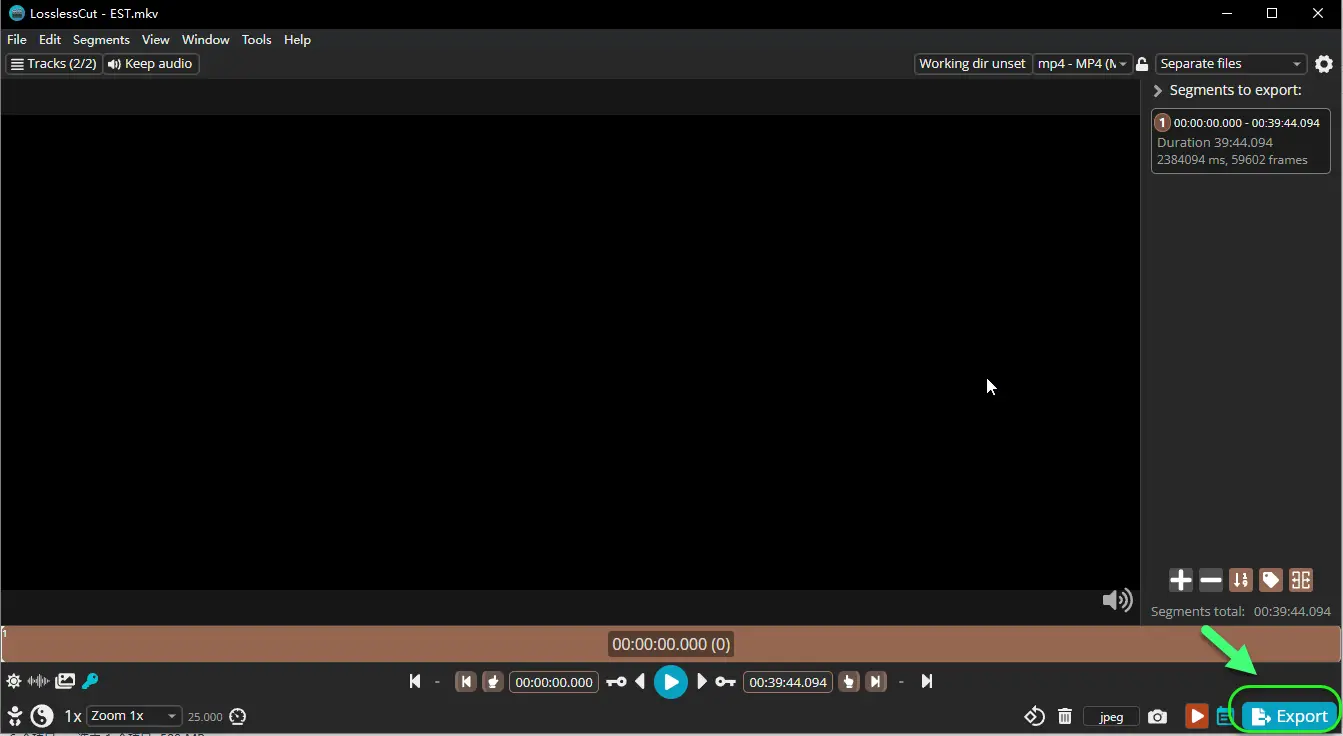 LosslessCut - EST.mkv
File Edit Segments View Window Tools Help
Tracks (2/2) Keep audio Working dir unset mp4 - MP4 (M Separate files
Segments to export:
1 00:00:00.000 - 00:39:44.094
Duration 39:44.094
2384094 ms, 59602 frames
Segments total: 00:39:44.094
1
00:00:00.000 (0)
- 00:00:00.000 00:39:44.094 -
1x Zoom 1x 25.000 jpeg Export